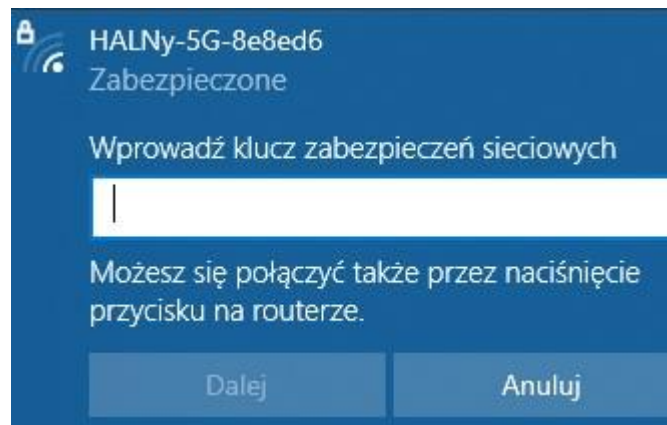 HALNy-5G-8e8ed6
Zabezpieczone
Wprowadź klucz zabezpieczeń sieciowych
Możesz się połączyć także przez naciśnięcie
przycisku na routerze.
Dalej Anuluj